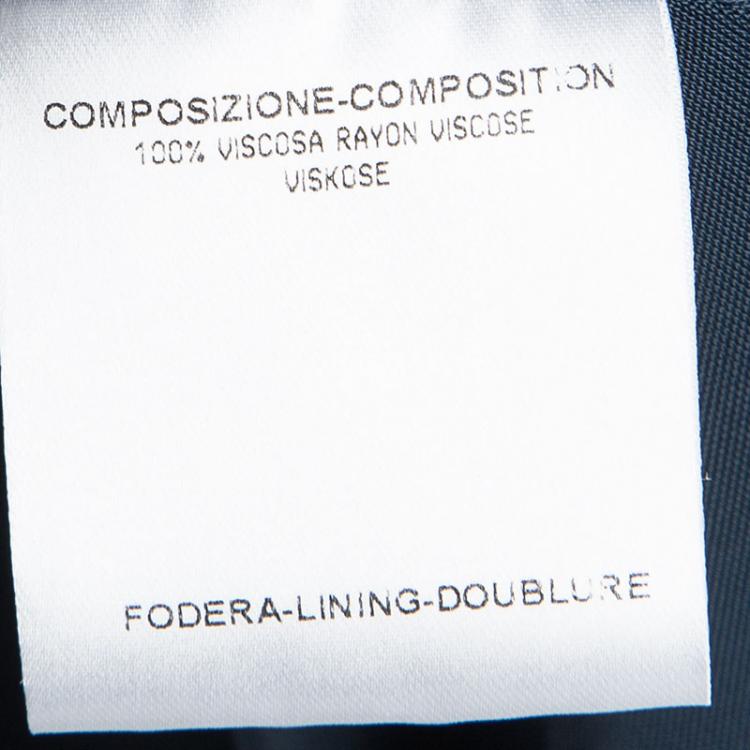 COMPOSIZIONE-COMPOSITION
100% VISCOSA RAYON VISCOSE
VISKOSE
FODERA-LINING-DOUBLURE